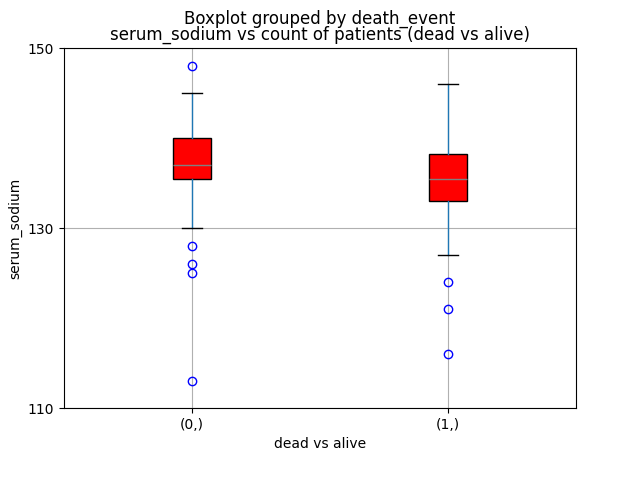 Boxplot grouped by death_event
serum_sodium vs count of patients (dead vs alive)
150
130
110
serum_sodium
(0,)
(1,)
dead vs alive